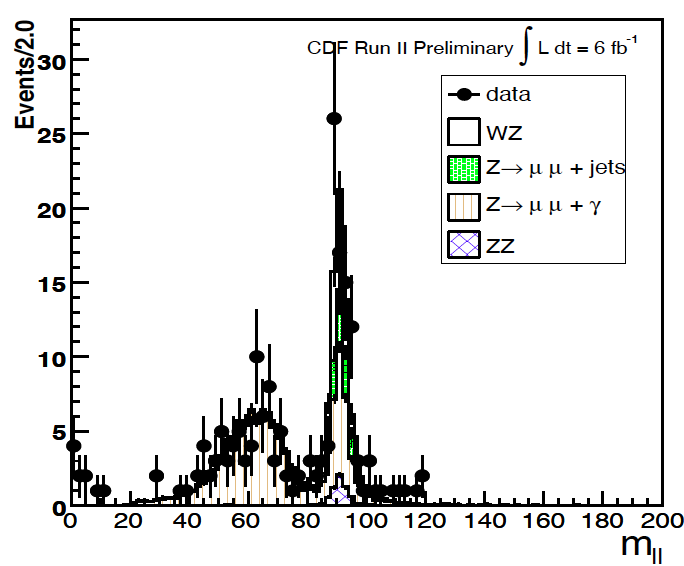 Events/2.0
CDF Run II Preliminary ∫ L dt = 6 fb⁻¹
data
WZ
Z→ μ μ + jets
Z→ μ μ + γ
ZZ
30
25
20
15
10
5
0
0 20 40 60 80 100 120 140 160 180 200
m_ll